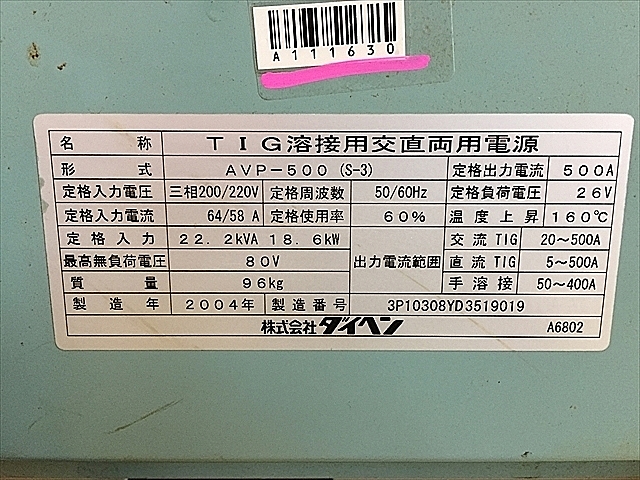 A111630
名称 TIG溶接用交直両用電源
形式 AVP-500 (S-3) 定格出力電流 500A
定格入力電圧 三相200/220V 定格周波数 50/60Hz 定格負荷電圧 26V
定格入力電流 64/58A 定格使用率 60% 温度上昇 160℃
定格入力 22.2kVA 18.6kW 出力電流範囲 交流TIG 20~500A
最高無負荷電圧 80V 直流TIG 5~500A
質量 96kg 手溶接 50~400A
製造年 2004年 製造番号 3P10308YD3519019
株式会社ダイヘン A6802